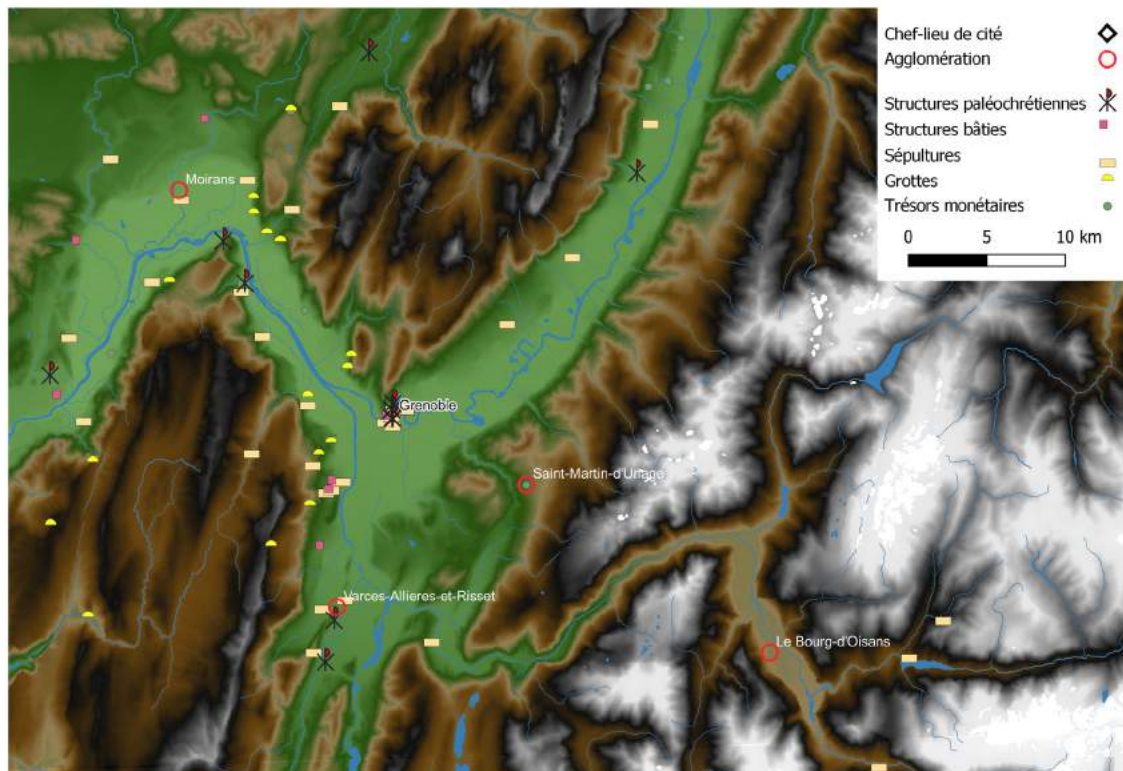 Chef-lieu de cité
Agglomération
Structures paléochrétiennes
Structures bâties
Sépultures
Grottes
Trésors monétaires
0 5 10 km
Moirans
Grenoble
Saint-Martin-d'Uriage
Varces-Allieres-et-Risset
Le Bourg-d'Oisans